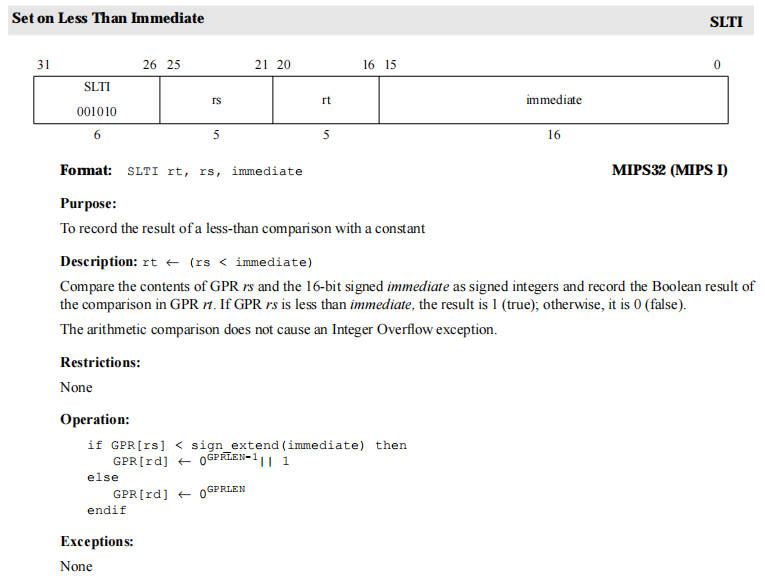 Set on Less Than Immediate SLTI
31 26 25 21 20 16 15 0
SLTI
001010
rs rt immediate
6 5 5 16
Format: SLTI rt, rs, immediate MIPS32 (MIPS I)
Purpose:
To record the result of a less-than comparison with a constant
Description: rt ← (rs < immediate)
Compare the contents of GPR rs and the 16-bit signed immediate as signed integers and record the Boolean result of
the comparison in GPR rt. If GPR rs is less than immediate, the result is 1 (true); otherwise, it is 0 (false).
The arithmetic comparison does not cause an Integer Overflow exception.
Restrictions:
None
Operation:
if GPR[rs] < sign_extend(immediate) then
GPR[rd] ← 0^GPRLEN-1 || 1
else
GPR[rd] ← 0^GPRLEN
endif
Exceptions:
None